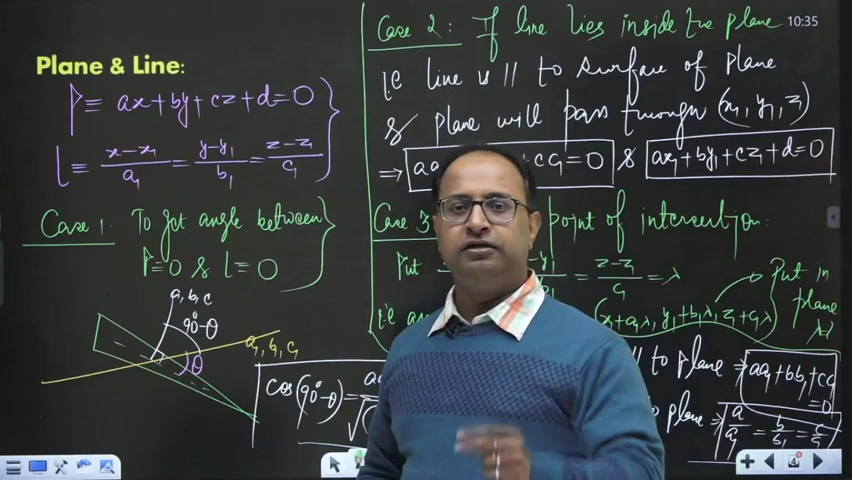 Plane & Line:
P ≡ ax+by+cz+d=0
l ≡ (x-x₁)/a₁ = (y-y₁)/b₁ = (z-z₁)/c₁
Case 1. To get angle between
P=0 & l=0
a, b, c
90°-θ
θ
a₁, b₁, c₁
cos(90°-θ)=
Case 2: If line lies inside the plane
10:35
i.e line is || to surface of plane
& plane will pass through (x₁, y₁, z₁)
⇒ cc₁=0 & ax₁+by₁+cz₁+d=0
Case 3 point of intersection:
Put = (z-z₁)/c₁ = λ
i.e (x₁+a₁λ, y₁+b₁λ, z₁+c₁λ)
Put in
plane
|| to plane ⇒ aa₁+bb₁+cc₁
=0
plane ⇒ a/a₁ = b/b₁ = c/c₁
4